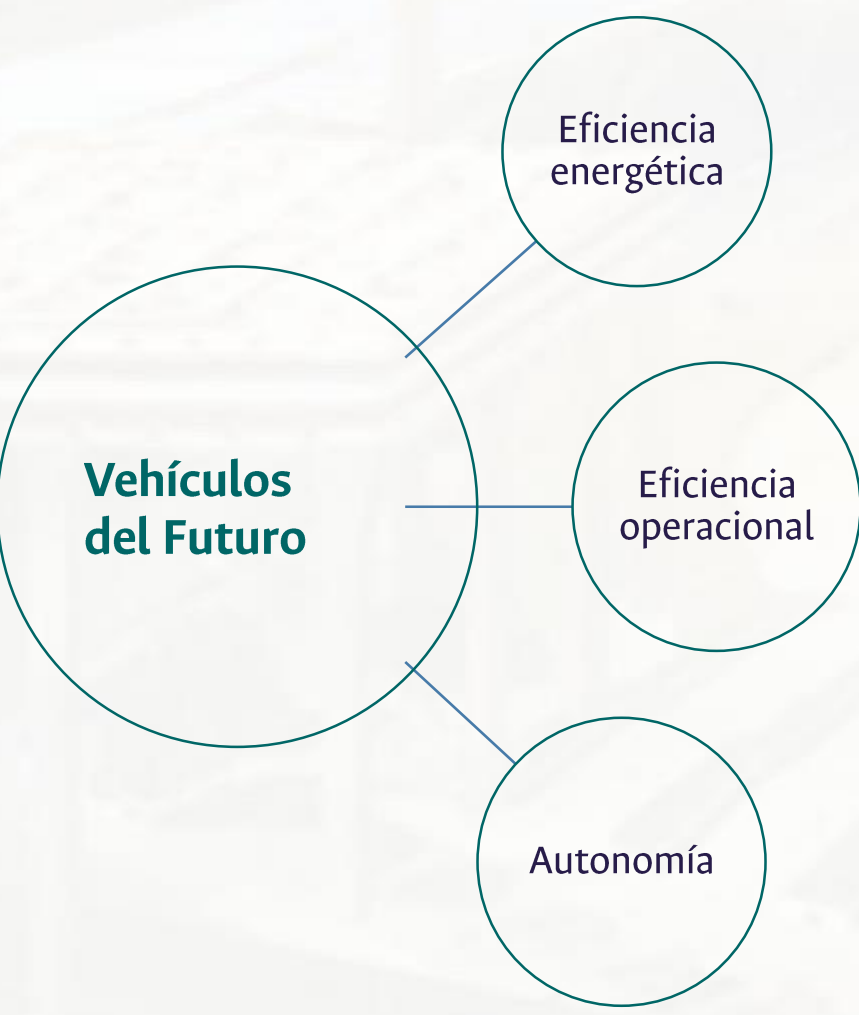 Eficiencia
energética
Vehículos
del Futuro
Eficiencia
operacional
Autonomía